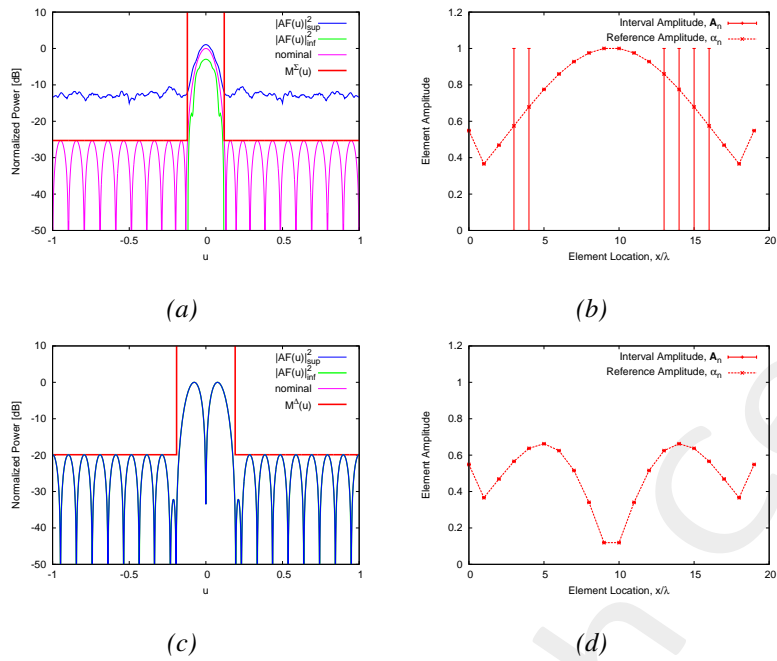 10
0
-10
-20
-30
-40
-50
-1
-0.5
0
0.5
1
Normalized Power [dB]
u
|AF(u)|²sup
|AF(u)|²inf
nominal
M^Σ(u)
(a)
1.2
1
0.8
0.6
0.4
0.2
0
0
5
10
15
20
Element Amplitude
Element Location, x/λ
Interval Amplitude, Aₙ
Reference Amplitude, αₙ
(b)
10
0
-10
-20
-30
-40
-50
-1
-0.5
0
0.5
1
Normalized Power [dB]
u
|AF(u)|²sup
|AF(u)|²inf
nominal
M^Δ(u)
(c)
1.2
1
0.8
0.6
0.4
0.2
0
0
5
10
15
20
Element Amplitude
Element Location, x/λ
Interval Amplitude, Aₙ
Reference Amplitude, αₙ
(d)